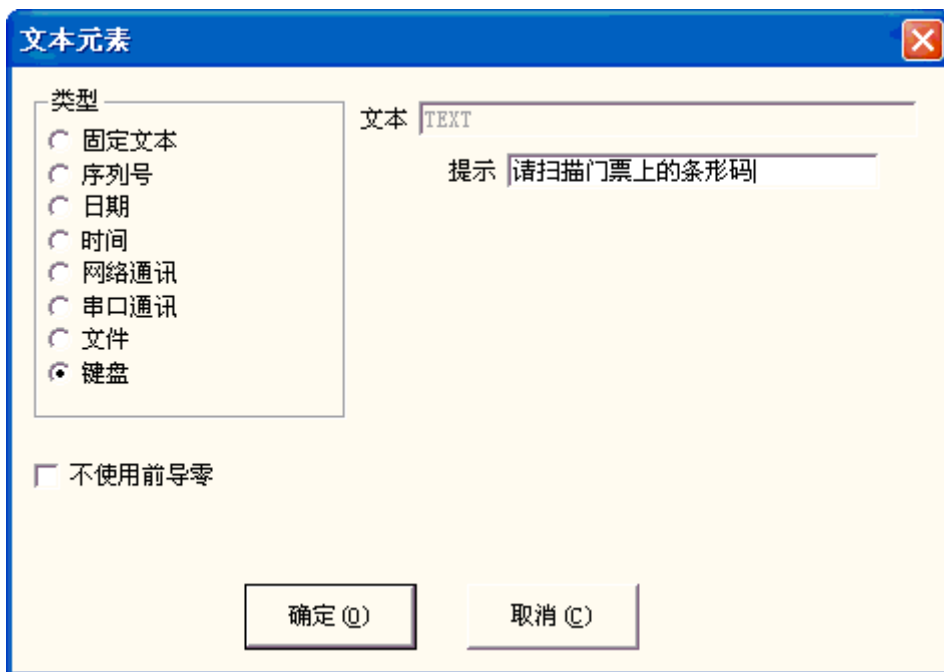 文本元素
类型
固定文本
序列号
日期
时间
网络通讯
串口通讯
文件
键盘
文本 TEXT
提示 请扫描门票上的条形码
不使用前导零
确定(O) 取消(C)